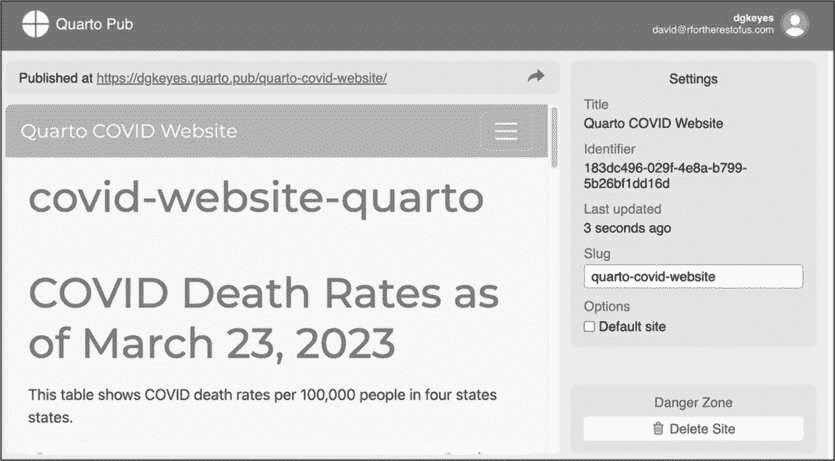 Quarto Pub
dgkeyes
david@rfortherestofus.com
Published at https://dgkeyes.quarto.pub/quarto-covid-website/
Quarto COVID Website
covid-website-quarto
COVID Death Rates as
of March 23, 2023
This table shows COVID death rates per 100,000 people in four states
states.
Settings
Title
Quarto COVID Website
Identifier
183dc496-029f-4e8a-b799-
5b26bf1dd16d
Last updated
3 seconds ago
Slug
quarto-covid-website
Options
Default site
Danger Zone
Delete Site